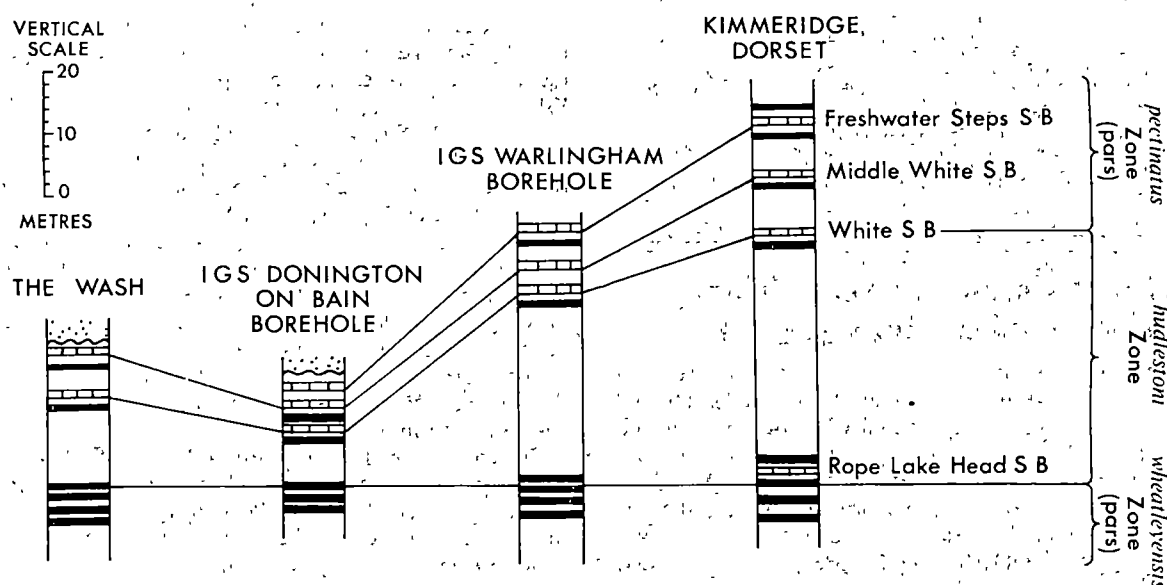 VERTICAL
SCALE
20
10
0
METRES
THE WASH
IGS DONINGTON
ON BAIN
BOREHOLE
IGS WARLINGHAM
BOREHOLE
KIMMERIDGE,
DORSET
Freshwater Steps S B
Middle White S B
White S B
Rope Lake Head S B
pectinatus
Zone
(pars)
hudlestoni
Zone
wheatleyensis
Zone
(pars)